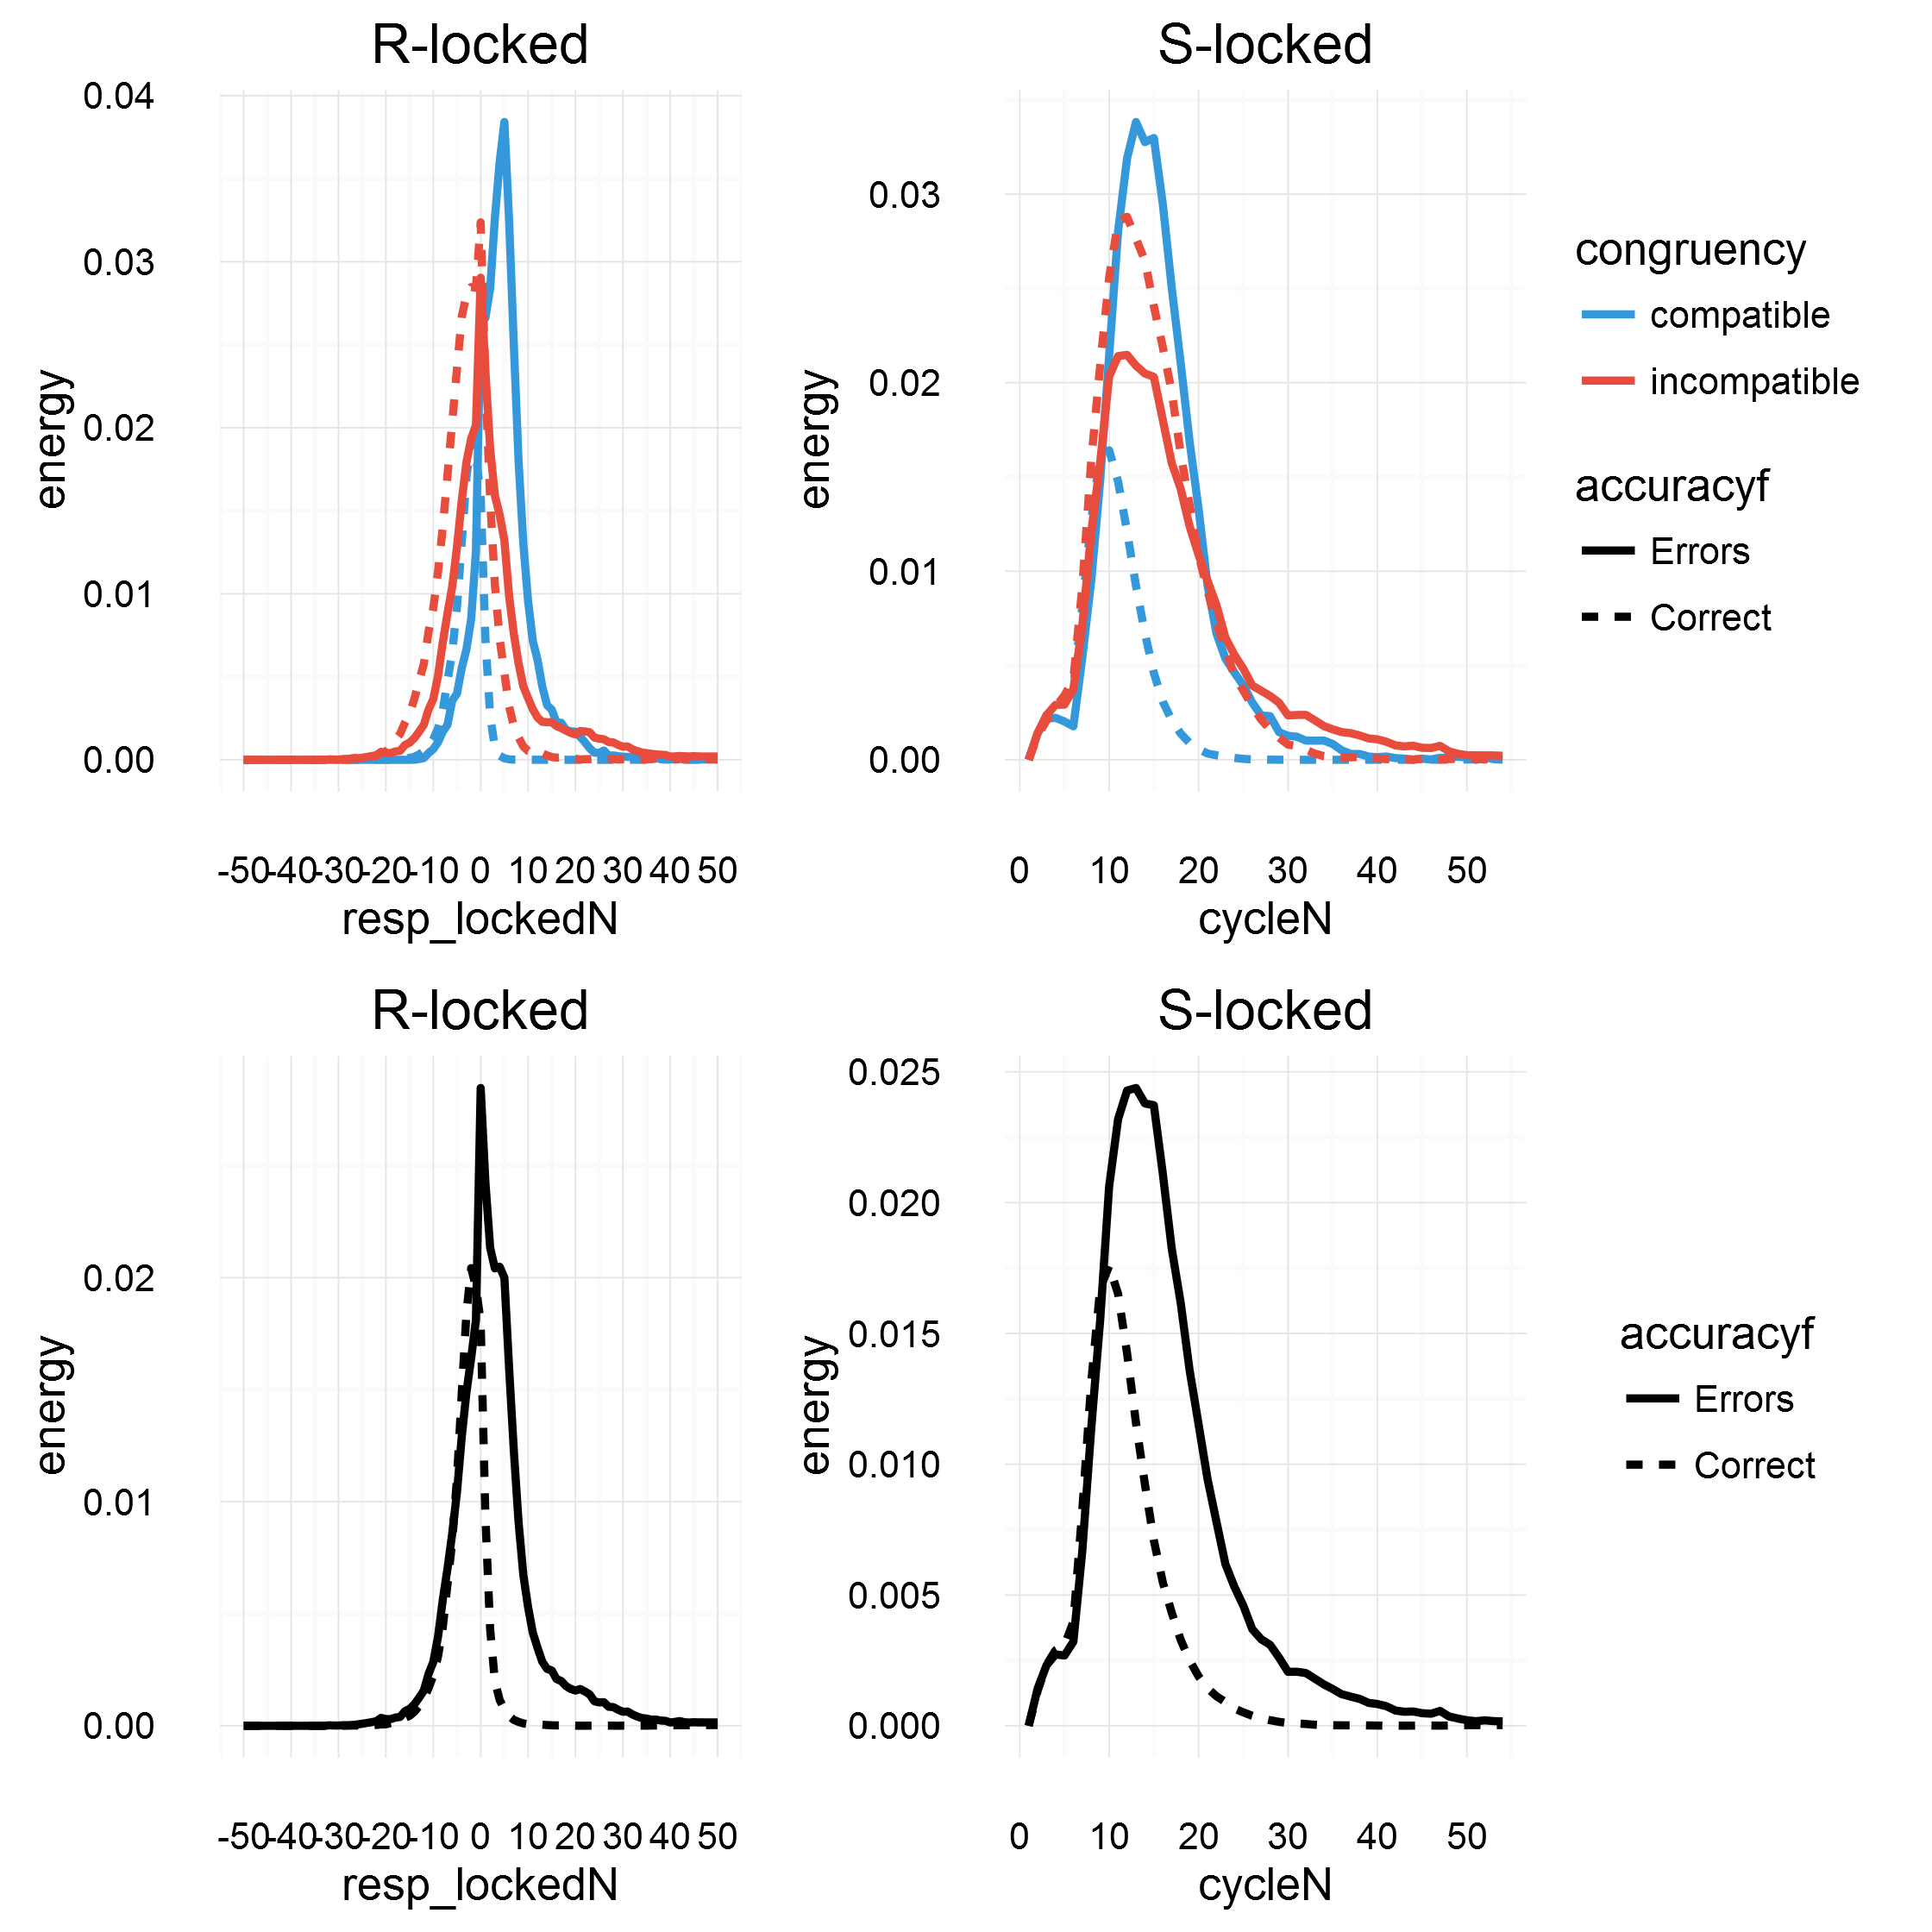 R-locked
S-locked
0.04
0.03
0.02
0.01
0.00
energy
-50 -40 -30 -20 -10 0 10 20 30 40 50
resp_lockedN
0.03
0.02
0.01
0.00
energy
0 10 20 30 40 50
cycleN
congruency
compatible
incompatible
accuracyf
Errors
Correct
R-locked
S-locked
0.02
0.01
0.00
energy
-50 -40 -30 -20 -10 0 10 20 30 40 50
resp_lockedN
0.025
0.020
0.015
0.010
0.005
0.000
energy
0 10 20 30 40 50
cycleN
accuracyf
Errors
Correct